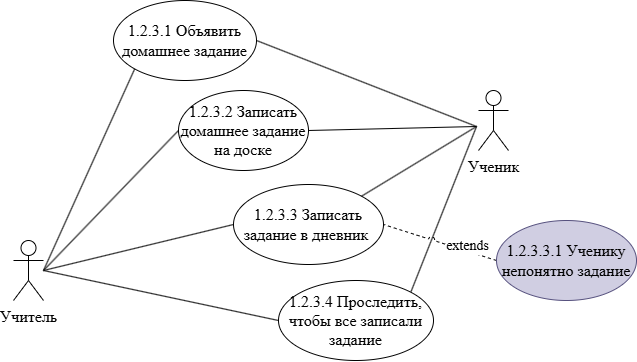 1.2.3.1 Объявить
домашнее задание
1.2.3.2 Записать
домашнее задание
на доске
Ученик
1.2.3.3 Записать
задание в дневник
extends
1.2.3.3.1 Ученику
непонятно задание
Учитель
1.2.3.4 Проследить,
чтобы все записали
задание